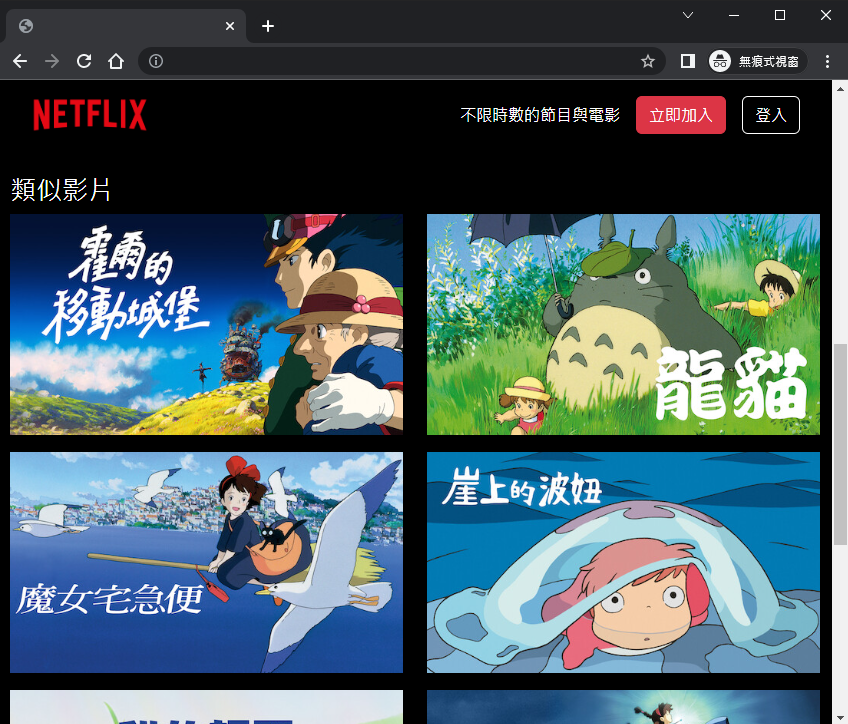 無痕式視窗
NETFLIX
不限時數的節目與電影
立即加入
登入
類似影片
霍爾的
移動城堡
龍貓
魔女宅急便
崖上的波妞